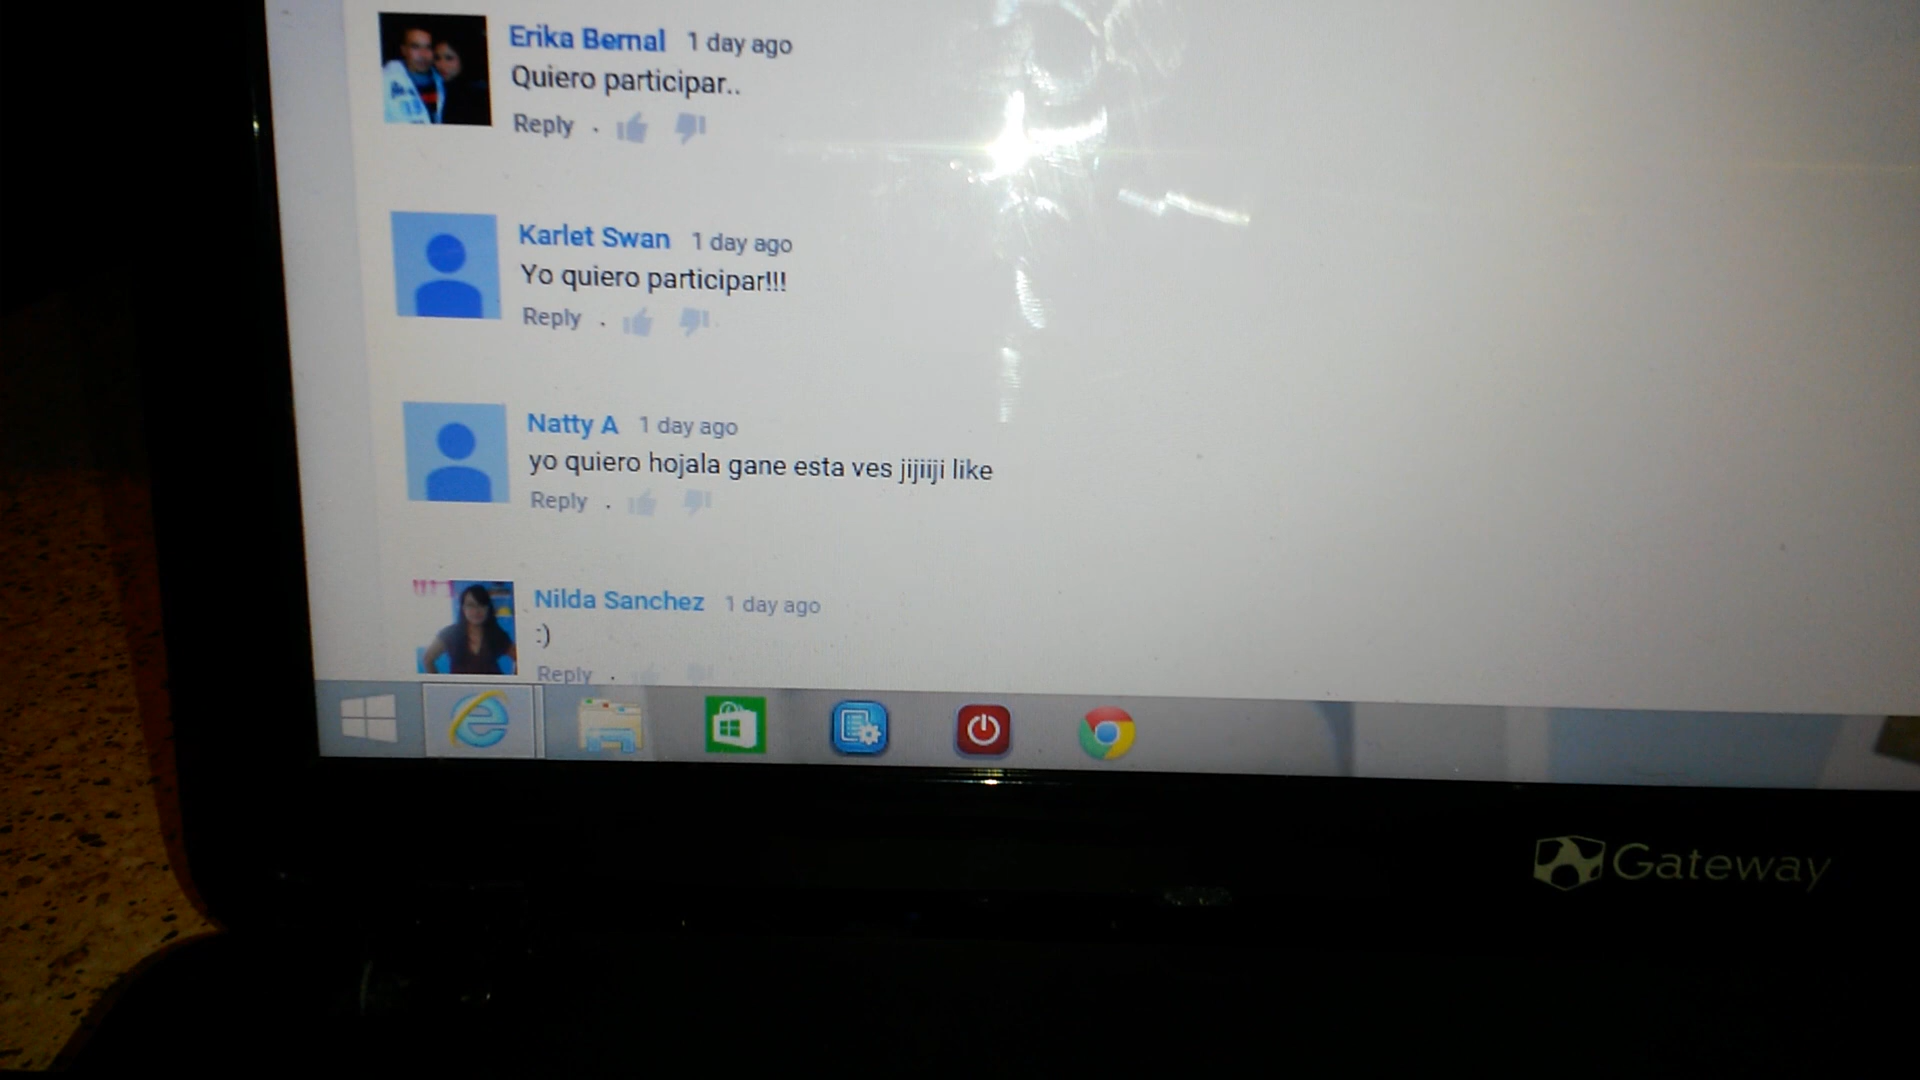 Erika Bernal 1 day ago
Quiero participar..
Reply .
Karlet Swan 1 day ago
Yo quiero participar!!!
Reply .
Natty A 1 day ago
yo quiero hojala gane esta ves jijiiji like
Reply .
Nilda Sanchez 1 day ago
:)
Reply .
Gateway